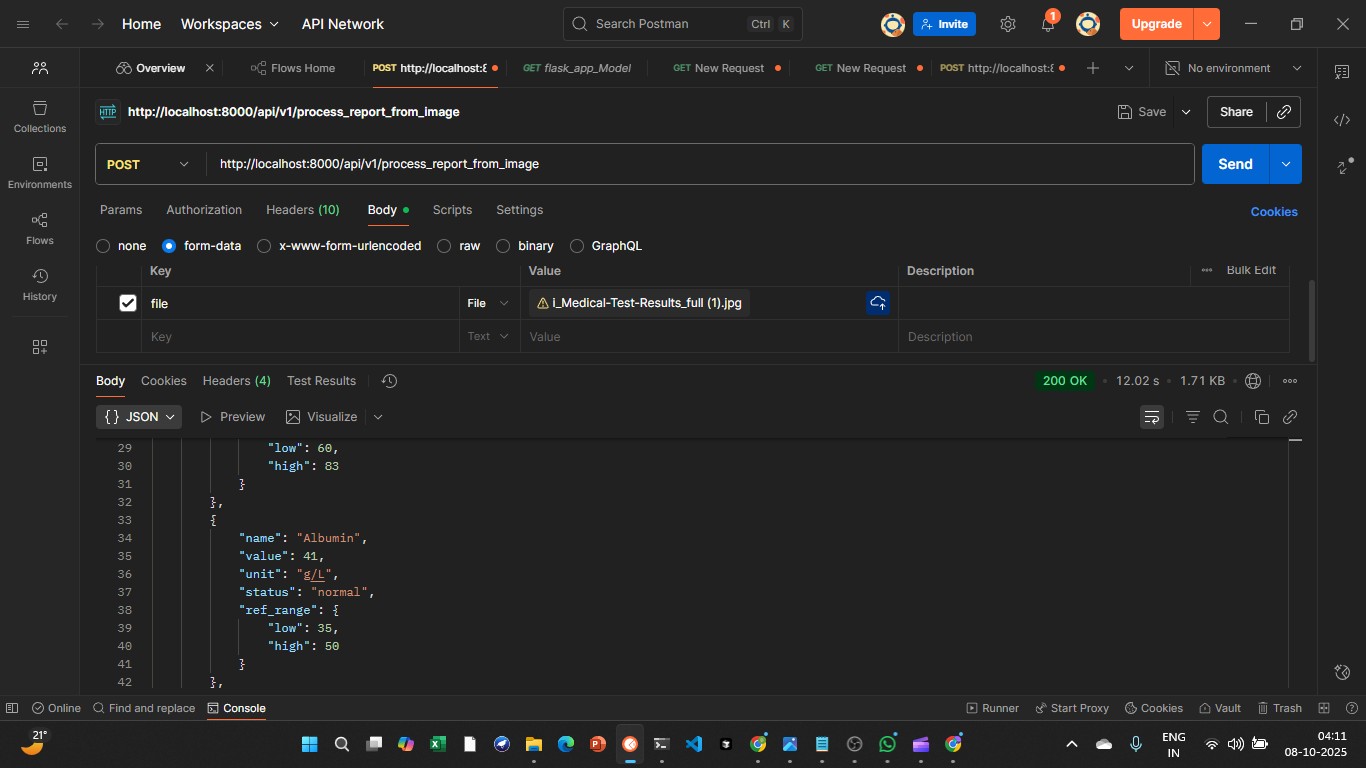 Home Workspaces API Network Search Postman Ctrl K Invite 1 Upgrade
Overview Flows Home POST http://localhost:8 GET flask_app_Model GET New Request GET New Request POST http://localhost:8 No environment
HTTP http://localhost:8000/api/v1/process_report_from_image Save Share
Collections
POST http://localhost:8000/api/v1/process_report_from_image Send
Environments
Params Authorization Headers (10) Body Scripts Settings Cookies
Flows
none form-data x-www-form-urlencoded raw binary GraphQL
Key Value Description Bulk Edit
History
file File i_Medical-Test-Results_full (1).jpg
Key Text Value Description
Body Cookies Headers (4) Test Results 200 OK 12.02 s 1.71 KB
{} JSON Preview Visualize
29 "low": 60,
30 "high": 83
31 }
32 },
33 {
34 "name": "Albumin",
35 "value": 41,
36 "unit": "g/L",
37 "status": "normal",
38 "ref_range": {
39 "low": 35,
40 "high": 50
41 }
42 },
Online Find and replace Console Runner Start Proxy Cookies Vault Trash
21° ENG 04:11
IN 08-10-2025